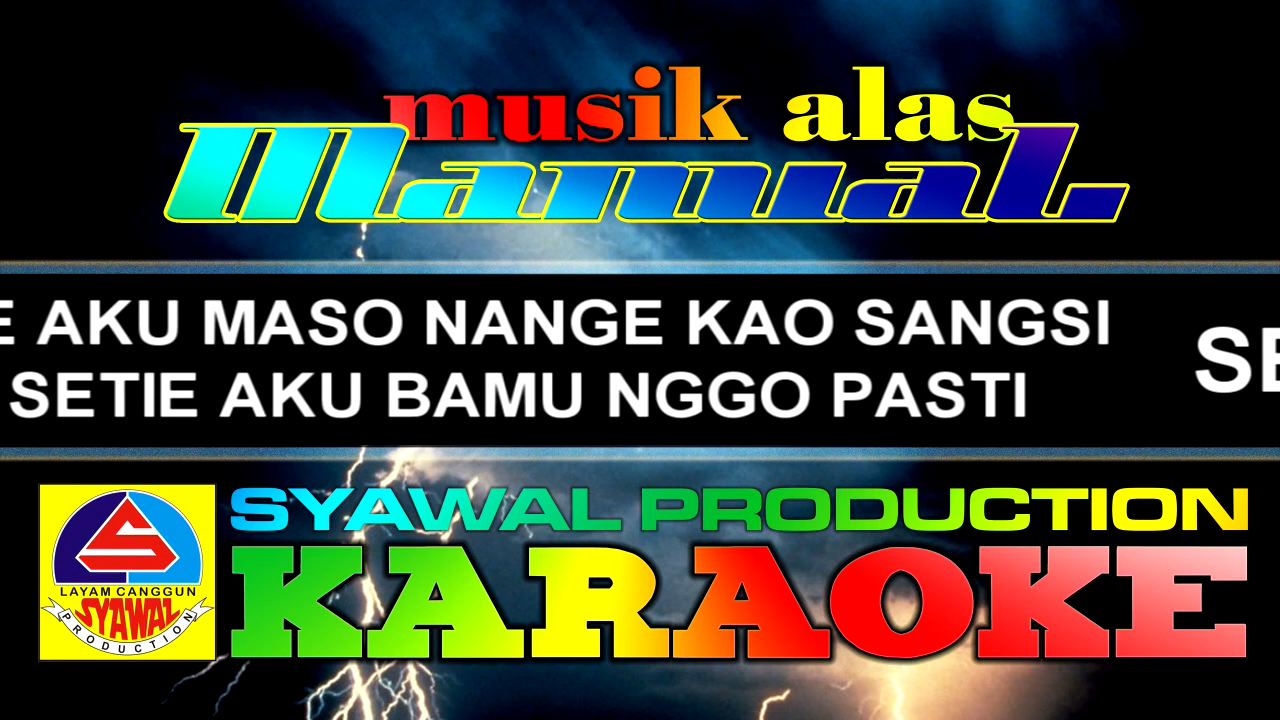 musik alas
Manual
E AKU MASO NANGE KAO SANGSI
SETIE AKU BAMU NGGO PASTI
SE
SYAWAL PRODUCTION
KARAOKE
LAYAM CANGGUN
SYAWAL
PRODUCTION